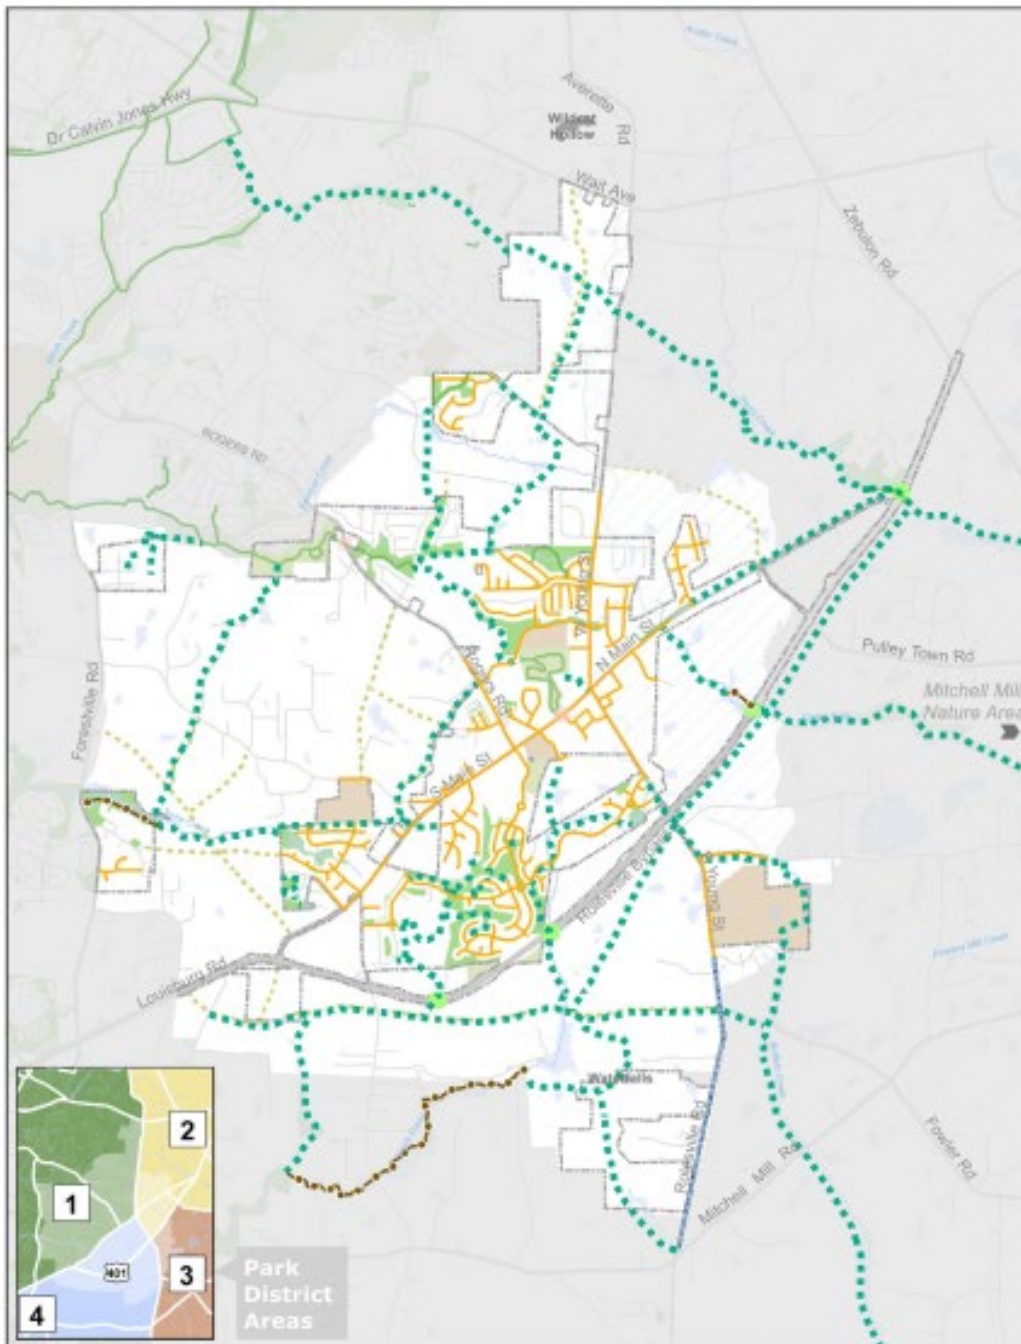 Averette
Rd
Dr Calvin Jones Hwy
Wildcat
Hollow
Wait Ave
Zebulon Rd
Rogers Rd
Forestville Rd
N Main St
Pulley Town Rd
Mitchell Mill
Nature Area
Rogers Rd
S Main St
Young St
Louisburg Rd
Rolesville Rd
Mitchell Mill Rd
Fowler Rd
1
2
3
4
401
Park
District
Areas